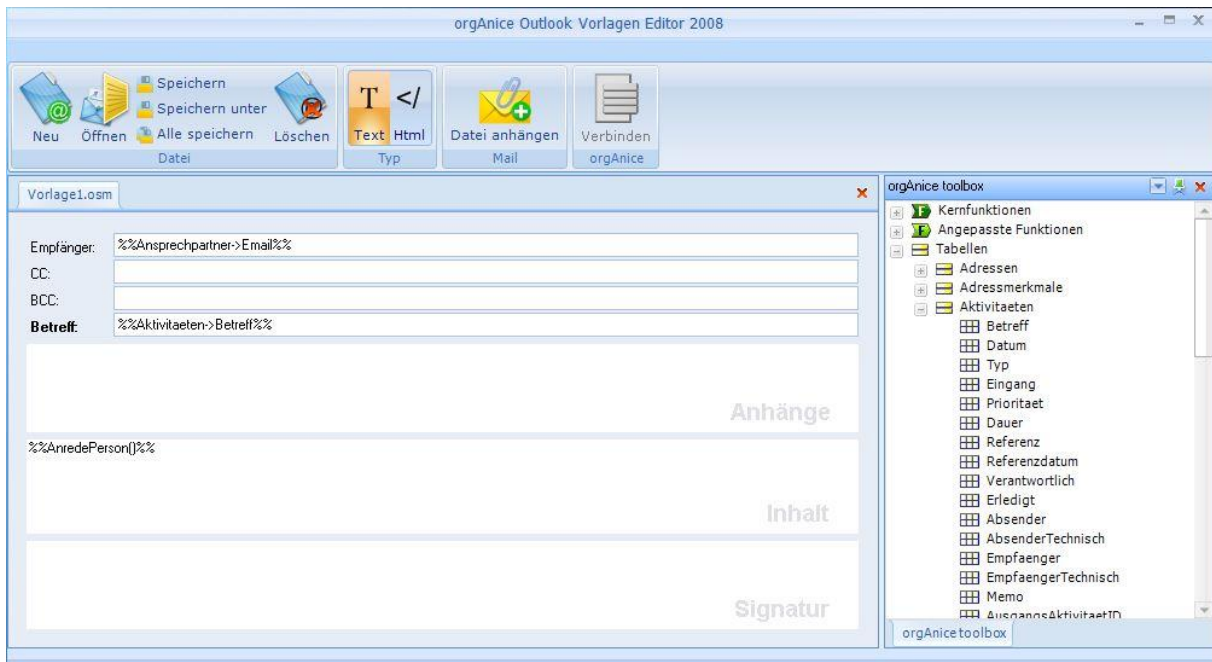 orgAnice Outlook Vorlagen Editor 2008
Speichern
Speichern unter
Alle speichern
Neu
Öffnen
Löschen
Datei
T </
Text Html
Typ
Datei anhängen
Mail
Verbinden
orgAnice
Vorlage1.osm
Empfänger: %%Ansprechpartner->Email%%
CC:
BCC:
Betreff: %%Aktivitaeten->Betreff%%
Anhänge
%%AnredePerson()%%
Inhalt
Signatur
orgAnice toolbox
Kernfunktionen
Angepasste Funktionen
Tabellen
Adressen
Adressmerkmale
Aktivitaeten
Betreff
Datum
Typ
Eingang
Prioritaet
Dauer
Referenz
Referenzdatum
Verantwortlich
Erledigt
Absender
AbsenderTechnisch
Empfaenger
EmpfaengerTechnisch
Memo
AusgangsAktivitaetID
orgAnice toolbox